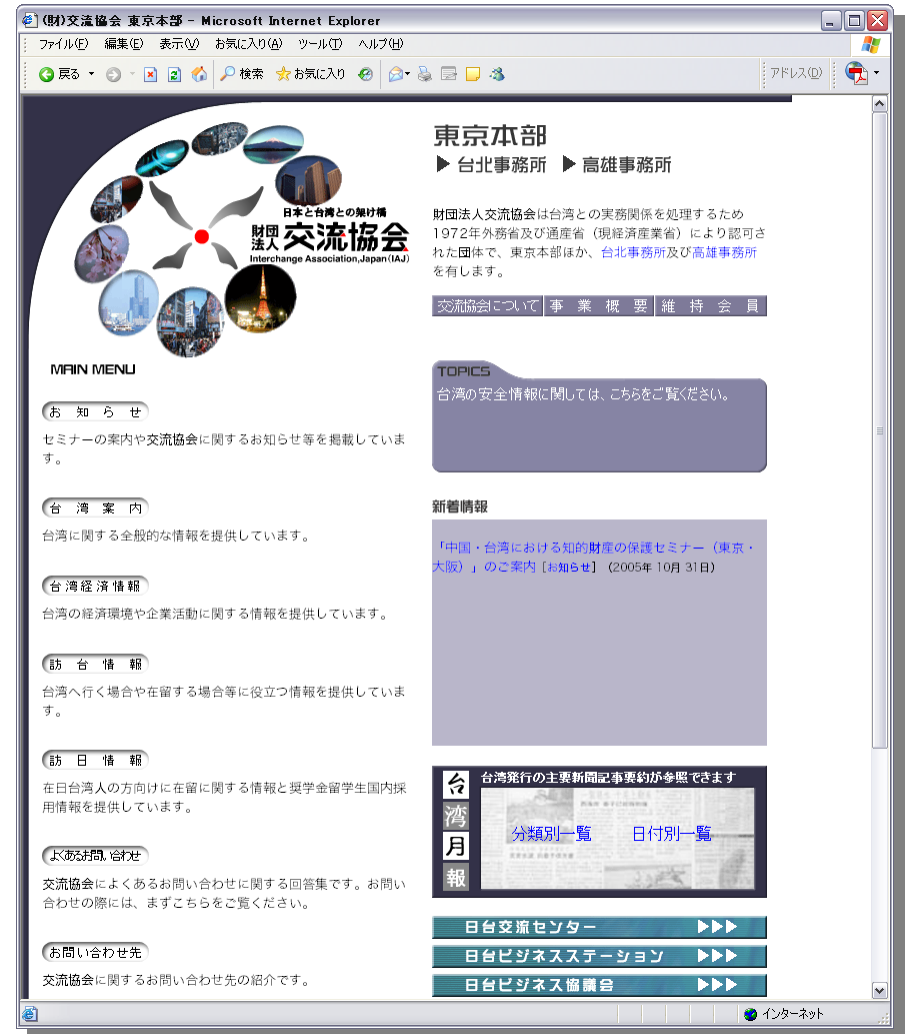 (財)交流協会 東京本部 - Microsoft Internet Explorer
ファイル(F) 編集(E) 表示(V) お気に入り(A) ツール(T) ヘルプ(H)
戻る 検索 お気に入り アドレス(D)
日本と台湾との架け橋
財団法人 交流協会
Interchange Association,Japan(IAJ)
MAIN MENU
お知らせ
セミナーの案内や交流協会に関するお知らせ等を掲載していま
す。
台湾案内
台湾に関する全般的な情報を提供しています。
台湾経済情報
台湾の経済環境や企業活動に関する情報を提供しています。
訪台情報
台湾へ行く場合や在留する場合等に役立つ情報を提供していま
す。
訪日情報
在日台湾人の方向けに在留に関する情報と奨学金留学生国内採
用情報を提供しています。
よくあるお問い合わせ
交流協会によくあるお問い合わせに関する回答集です。お問い
合わせの際には、まずこちらをご覧ください。
お問い合わせ先
交流協会に関するお問い合わせ先の紹介です。
東京本部
▶ 台北事務所 ▶ 高雄事務所
財団法人交流協会は台湾との実務関係を処理するため
1972年外務省及び通産省(現経済産業省)により認可さ
れた団体で、東京本部ほか、台北事務所及び高雄事務所
を有します。
交流協会について 事業概要 維持会員
TOPICS
台湾の安全情報に関しては、こちらをご覧ください。
新着情報
「中国・台湾における知的財産の保護セミナー(東京・
大阪)」のご案内 [お知らせ] (2005年 10月 31日)
台湾月報
台湾発行の主要新聞記事要約が参照できます
分類別一覧 日付別一覧
日台交流センター ▶▶▶
日台ビジネスステーション ▶▶▶
日台ビジネス協議会 ▶▶▶
インターネット